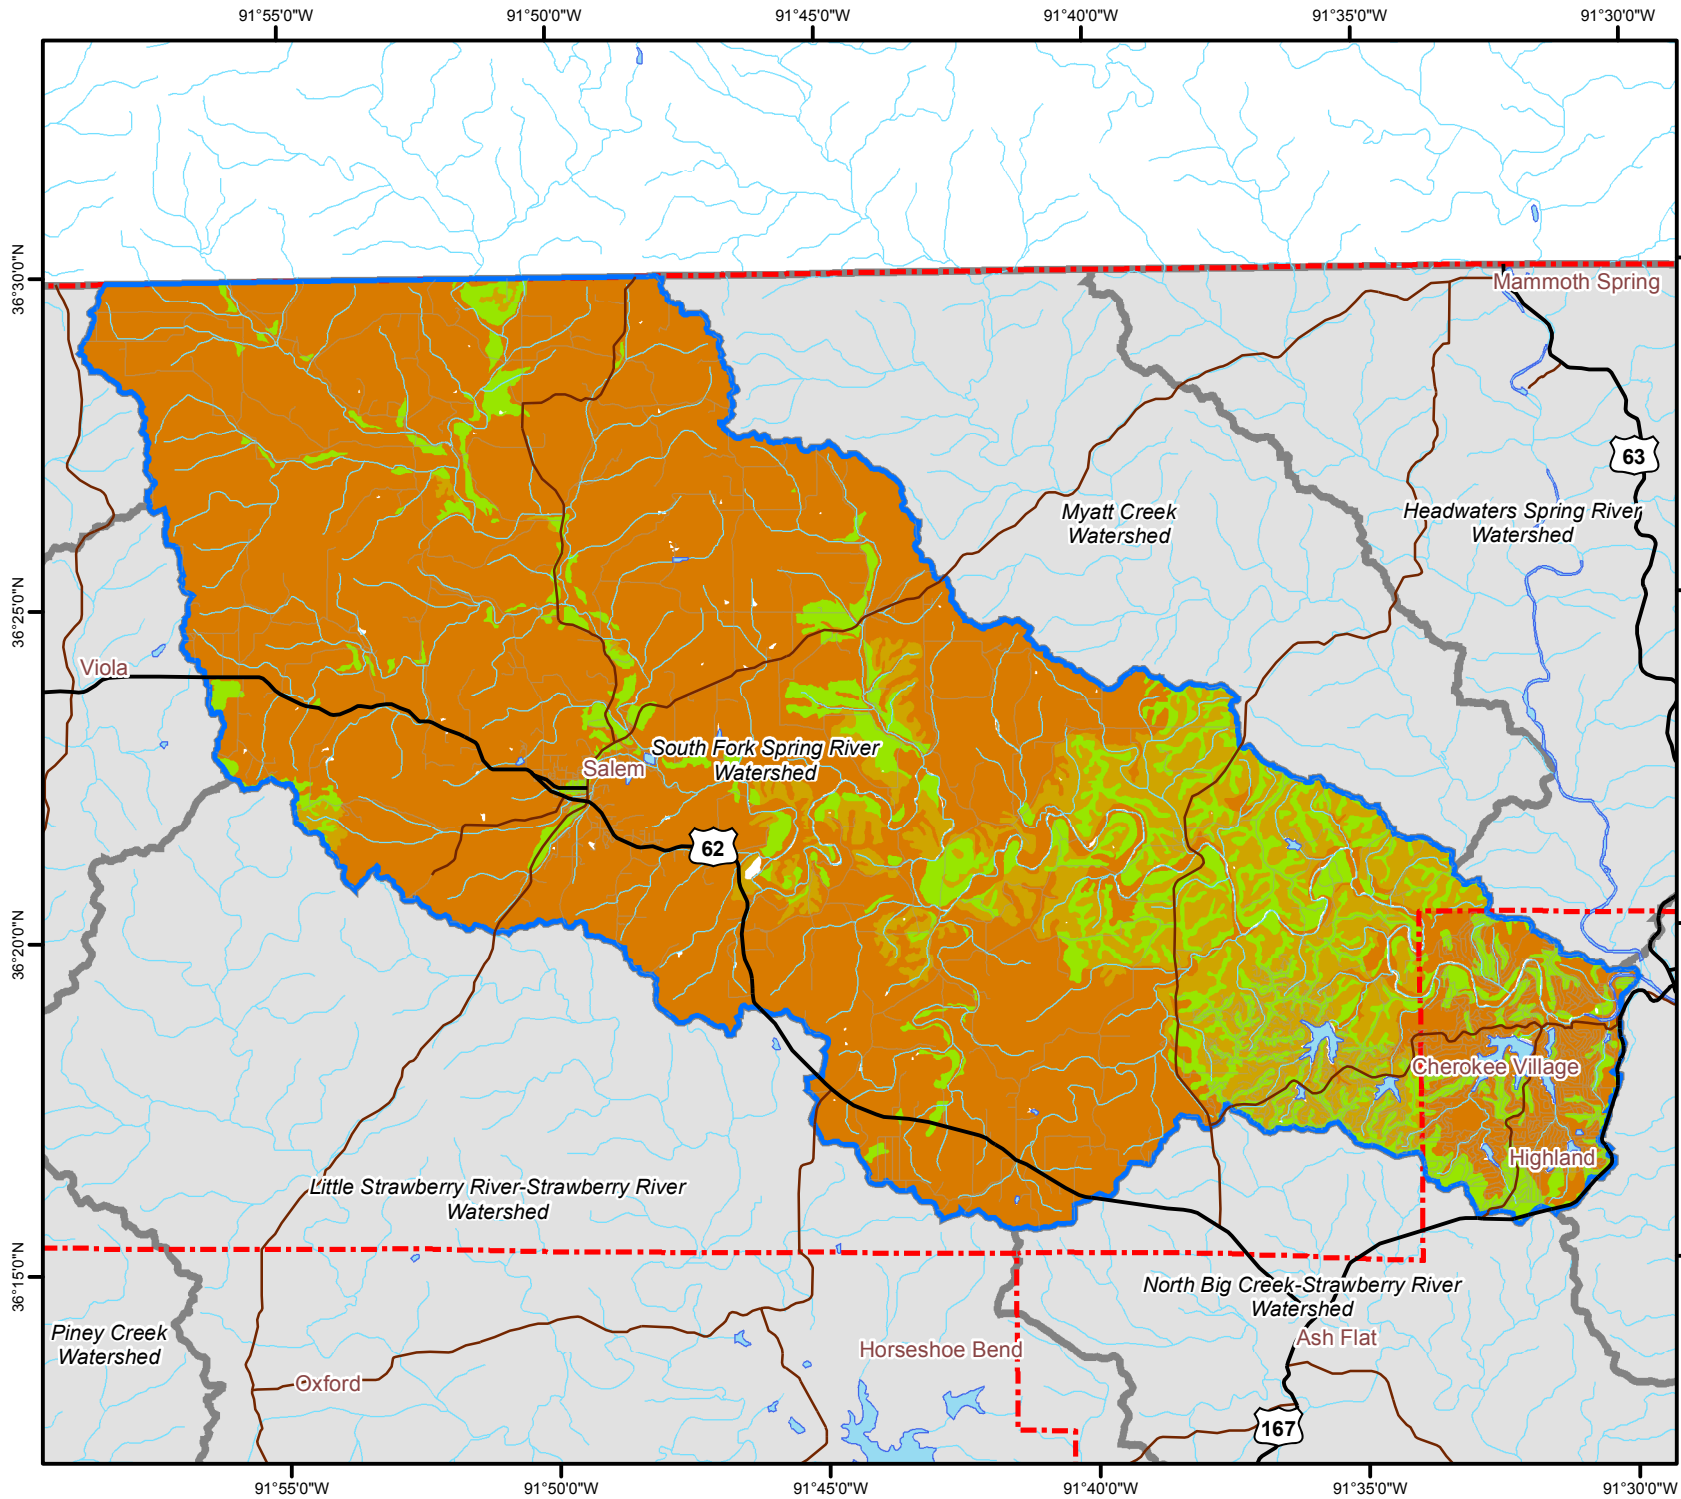 91°55'0"W 91°50'0"W 91°45'0"W 91°40'0"W 91°35'0"W 91°30'0"W
36°30'0"N
Mammoth Spring
63
Myatt Creek
Watershed
Headwaters Spring River
Watershed
36°25'0"N
Viola
South Fork Spring River
Watershed
Salem
62
36°20'0"N
Cherokee Village
Highland
Little Strawberry River-Strawberry River
Watershed
36°15'0"N
North Big Creek-Strawberry River
Watershed
Piney Creek
Watershed
Ash Flat
Horseshoe Bend
Oxford
167
91°55'0"W 91°50'0"W 91°45'0"W 91°40'0"W 91°35'0"W 91°30'0"W